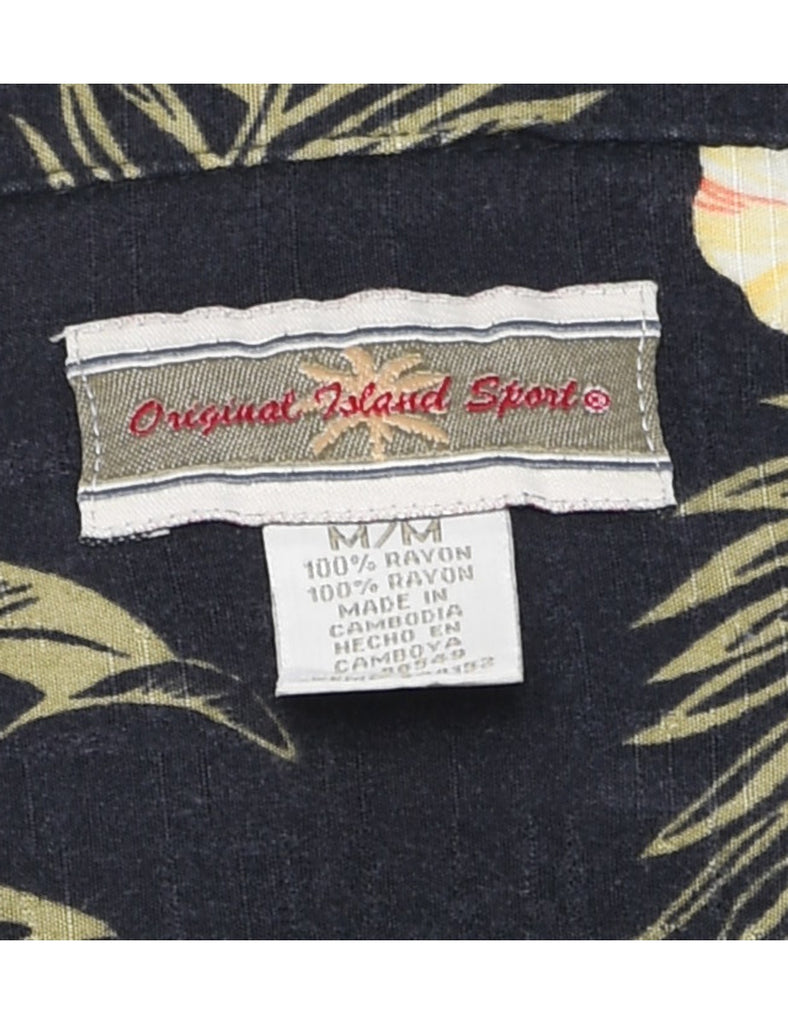 Original Island Sport®
M/M
100% RAYON
100% RAYON
MADE IN
CAMBODIA
HECHO EN
CAMBOYA